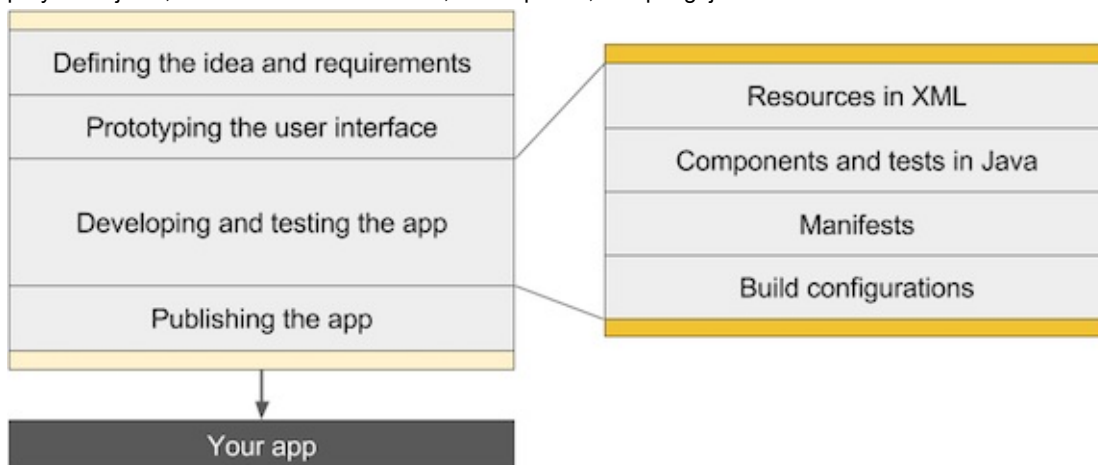 Defining the idea and requirements
Prototyping the user interface
Developing and testing the app
Publishing the app
Your app
Resources in XML
Components and tests in Java
Manifests
Build configurations